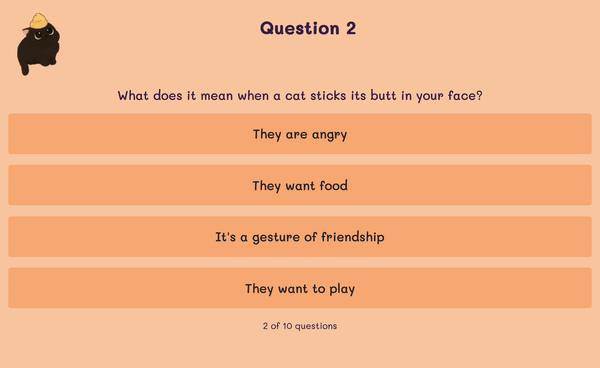 Question 2
What does it mean when a cat sticks its butt in your face?
They are angry
They want food
It's a gesture of friendship
They want to play
2 of 10 questions